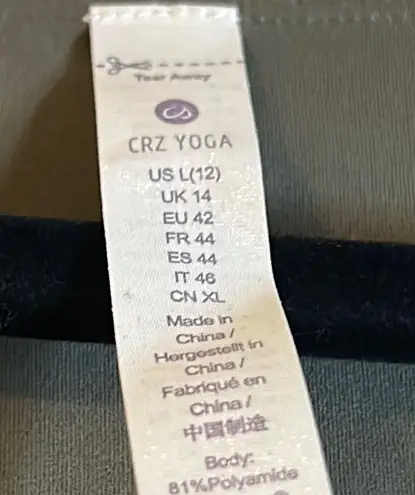 Tear Away
CS
CRZ YOGA
US L(12)
UK 14
EU 42
FR 44
ES 44
IT 46
CN XL
Made in
China /
Hergestellt in
China /
Fabriqué en
China /
中国制造
Body:
81%Polyamide